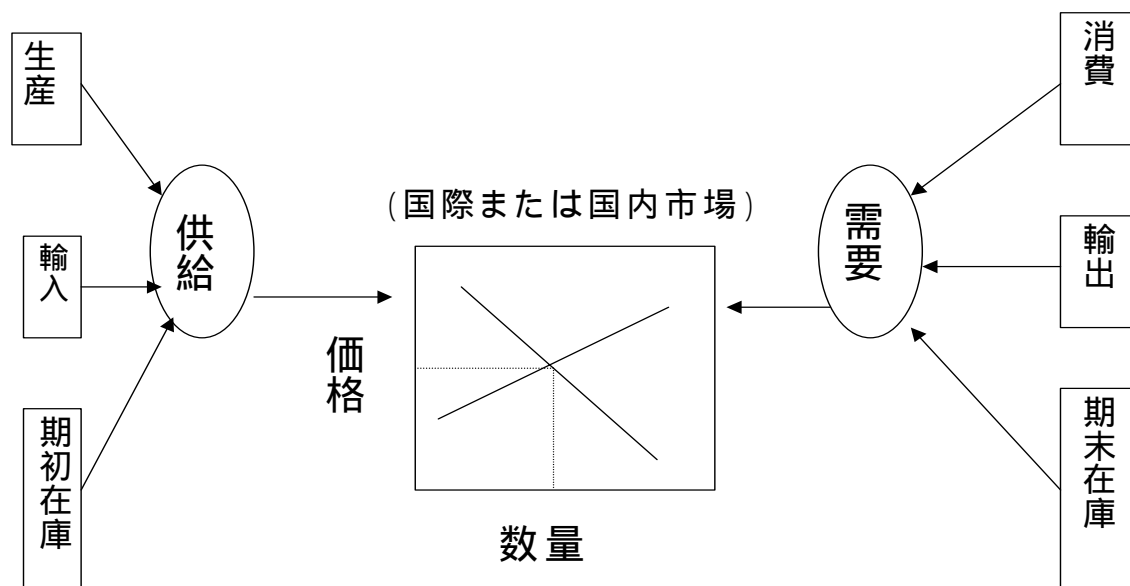 生産
輸入
期初在庫
供給
(国際または国内市場)
価格
数量
需要
消費
輸出
期末在庫